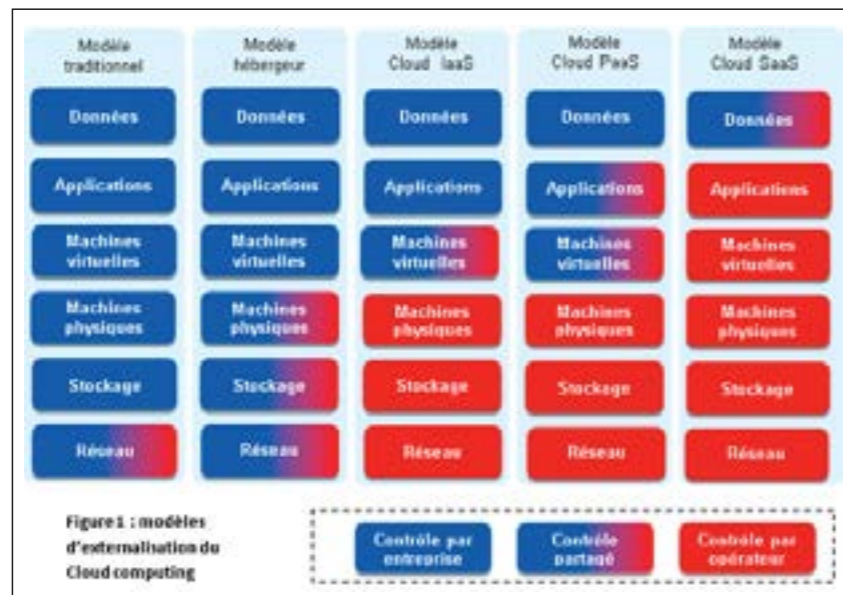 Modèle
traditionnel
Modèle
hébergeur
Modèle
Cloud IaaS
Modèle
Cloud PaaS
Modèle
Cloud SaaS
Données
Données
Données
Données
Données
Applications
Applications
Applications
Applications
Applications
Machines
virtuelles
Machines
virtuelles
Machines
virtuelles
Machines
virtuelles
Machines
virtuelles
Machines
physiques
Machines
physiques
Machines
physiques
Machines
physiques
Machines
physiques
Stockage
Stockage
Stockage
Stockage
Stockage
Réseau
Réseau
Réseau
Réseau
Réseau
Figure 1 : modèles
d'externalisation du
Cloud computing
Contrôle par
entreprise
Contrôle
partagé
Contrôle par
opérateur